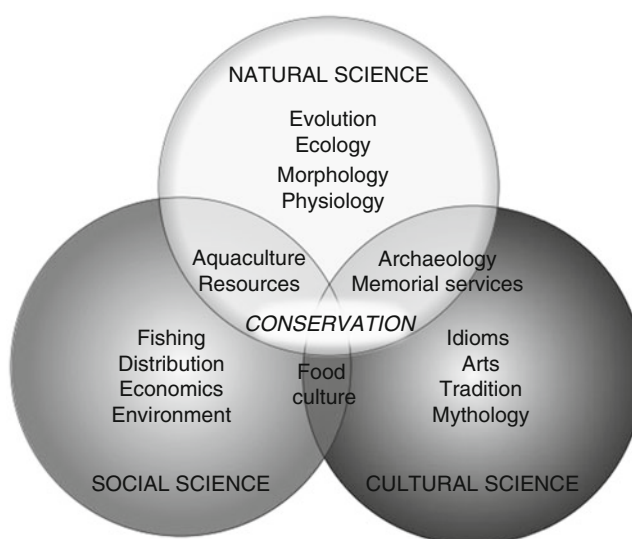 NATURAL SCIENCE
Evolution
Ecology
Morphology
Physiology
Aquaculture
Resources
Archaeology
Memorial services
CONSERVATION
Fishing
Distribution
Economics
Environment
Food
culture
Idioms
Arts
Tradition
Mythology
SOCIAL SCIENCE
CULTURAL SCIENCE